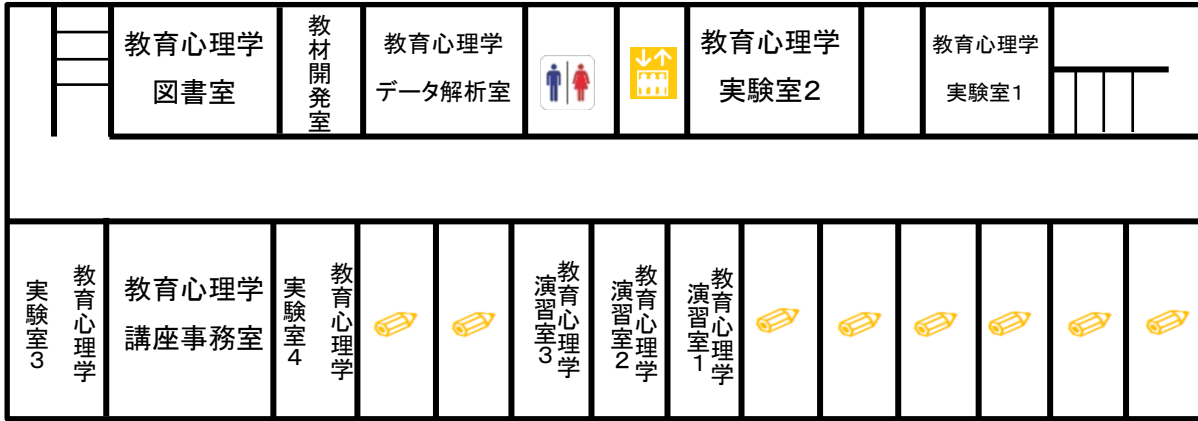 教育心理学
図書室
教材開発室
教育心理学
データ解析室
教育心理学
実験室2
教育心理学
実験室1
教育心理学
実験室3
教育心理学
講座事務室
教育心理学
実験室4
教育心理学
演習室3
教育心理学
演習室2
教育心理学
演習室1